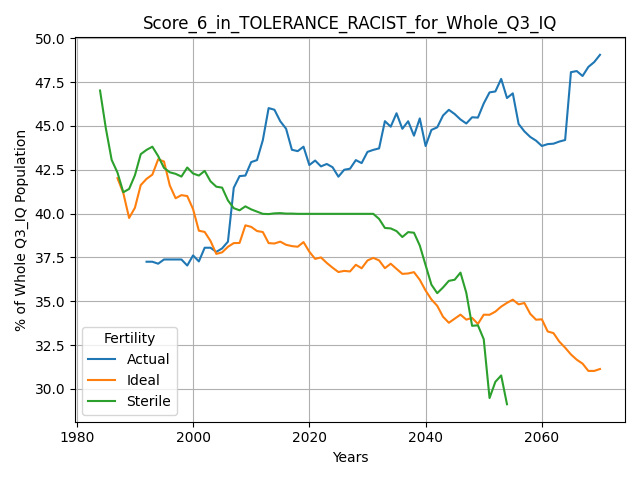 Score_6_in_TOLERANCE_RACIST_for_Whole_Q3_IQ
% of Whole Q3_IQ Population
50.0
47.5
45.0
42.5
40.0
37.5
35.0
32.5
30.0
Fertility
Actual
Ideal
Sterile
1980
2000
2020
2040
2060
Years